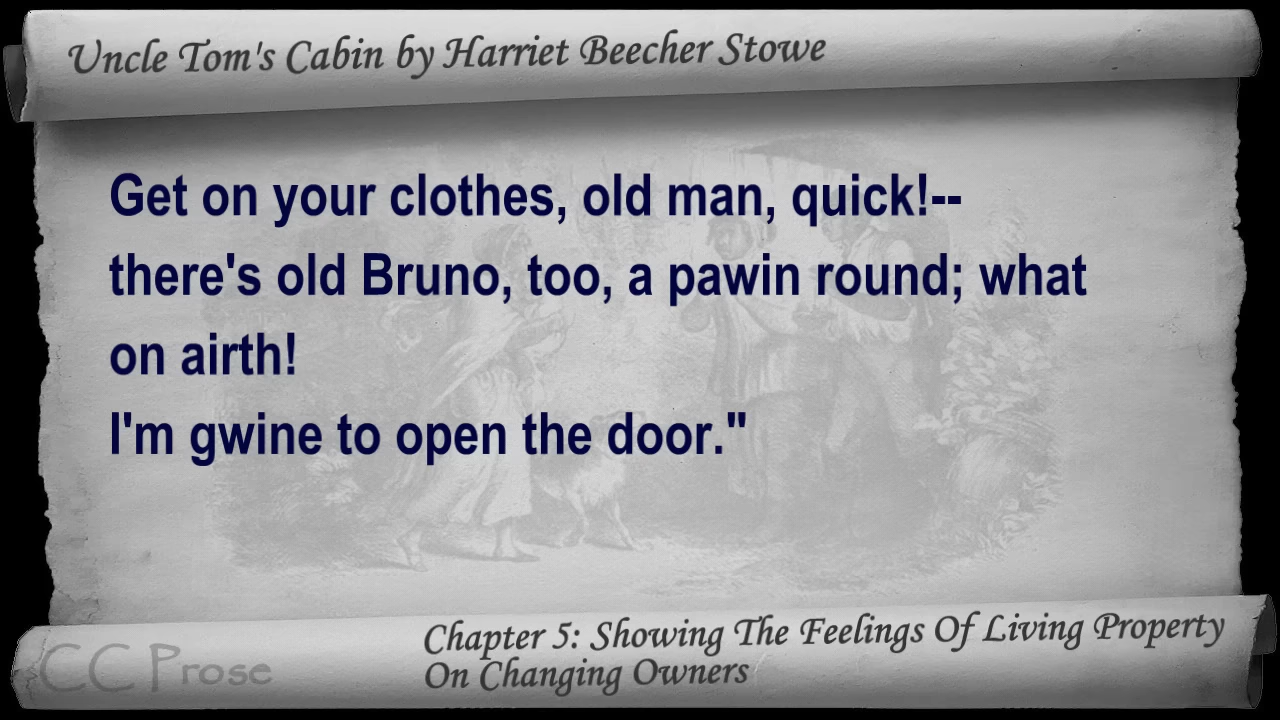 Uncle Tom's Cabin by Harriet Beecher Stowe
Get on your clothes, old man, quick!--
there's old Bruno, too, a pawin round; what
on airth!
I'm gwine to open the door."
Chapter 5: Showing The Feelings Of Living Property
On Changing Owners
CC Prose